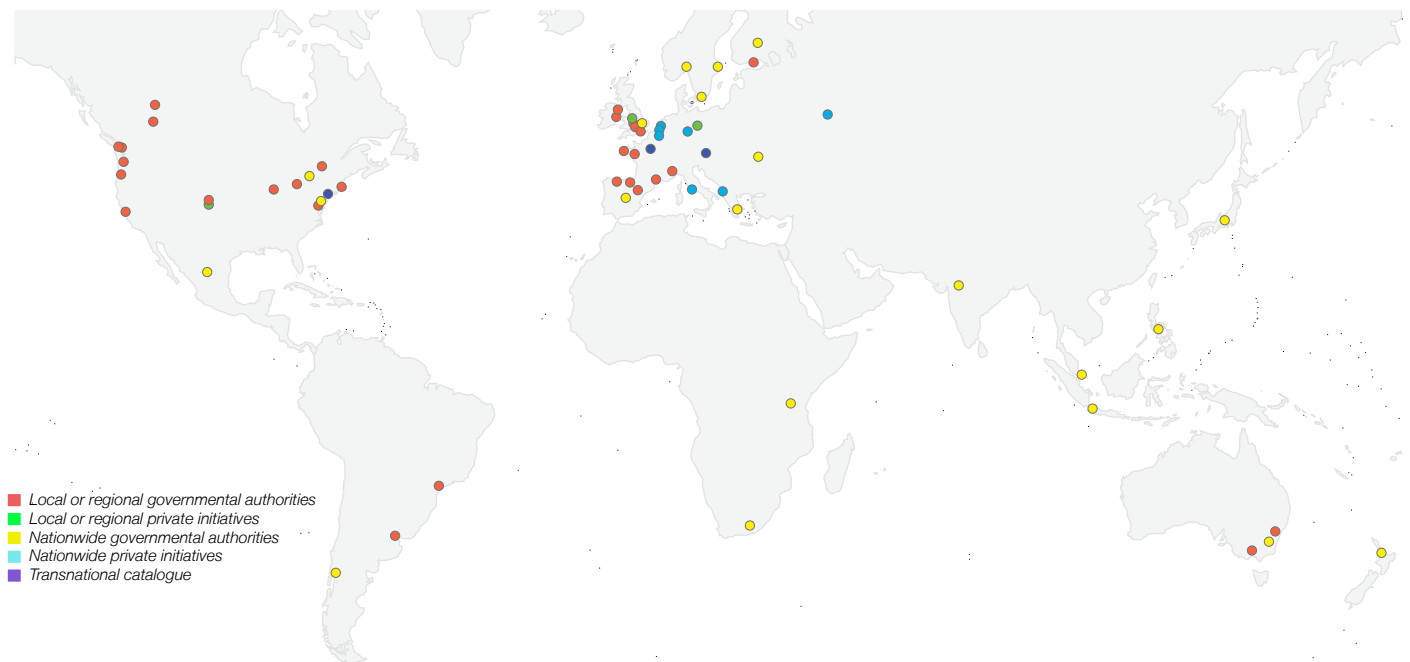 Local or regional governmental authorities
Local or regional private initiatives
Nationwide governmental authorities
Nationwide private initiatives
Transnational catalogue